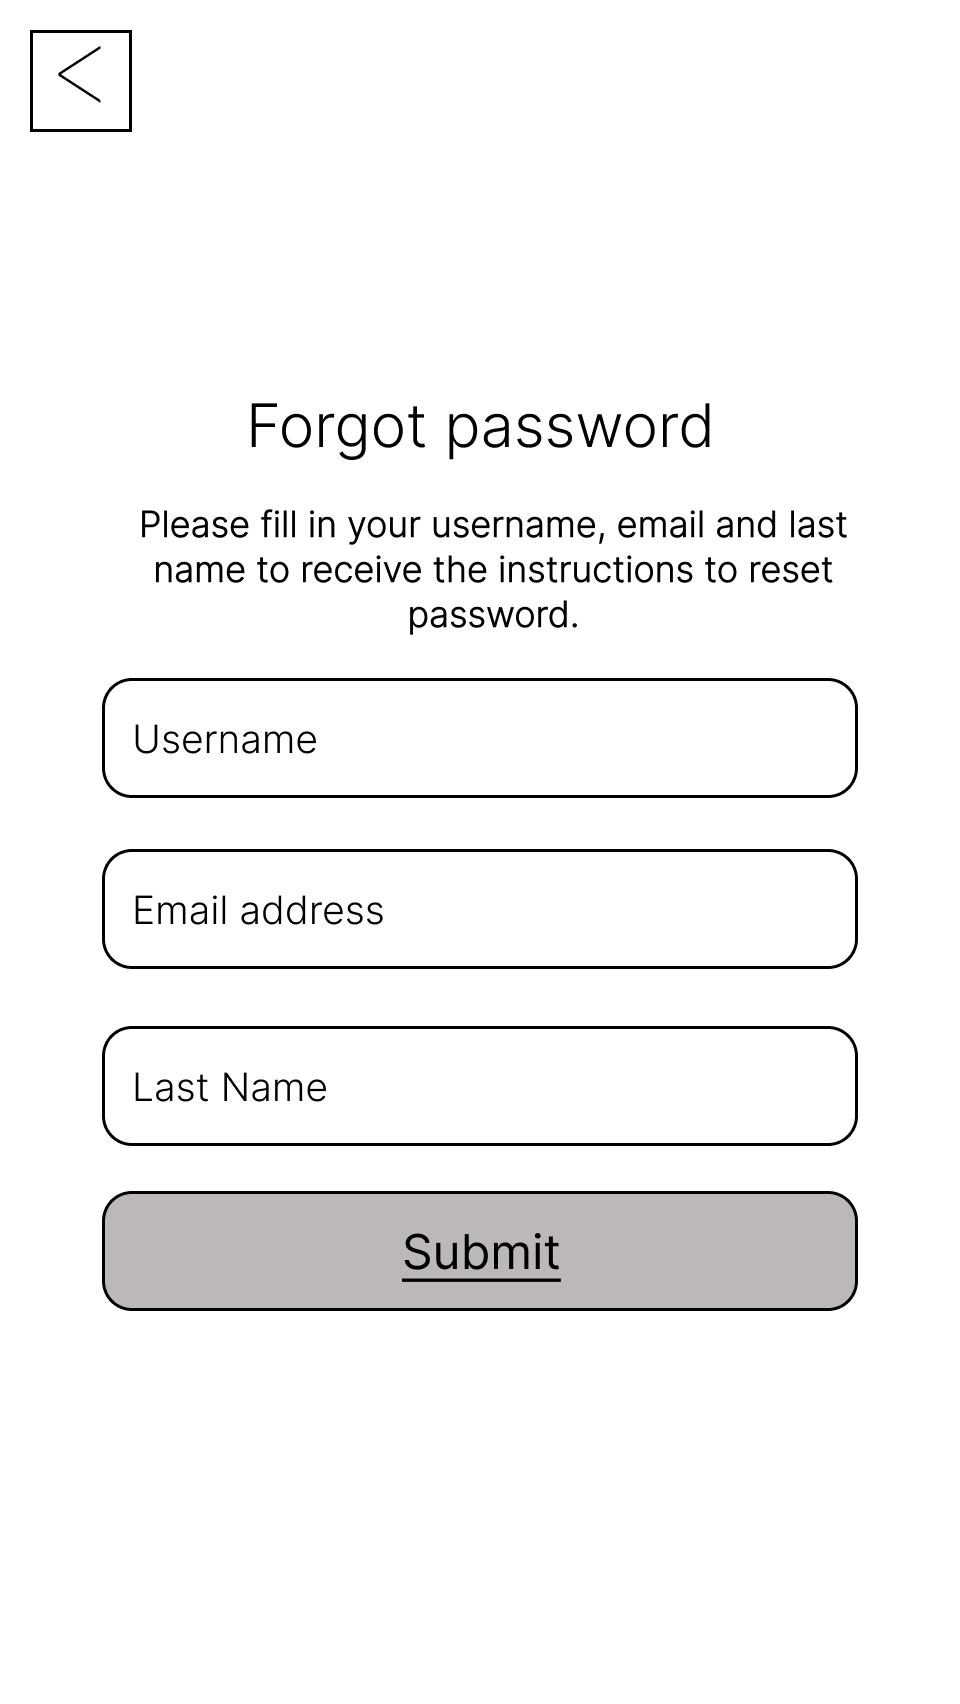 Forgot password
Please fill in your username, email and last
name to receive the instructions to reset
password.
Username
Email address
Last Name
Submit